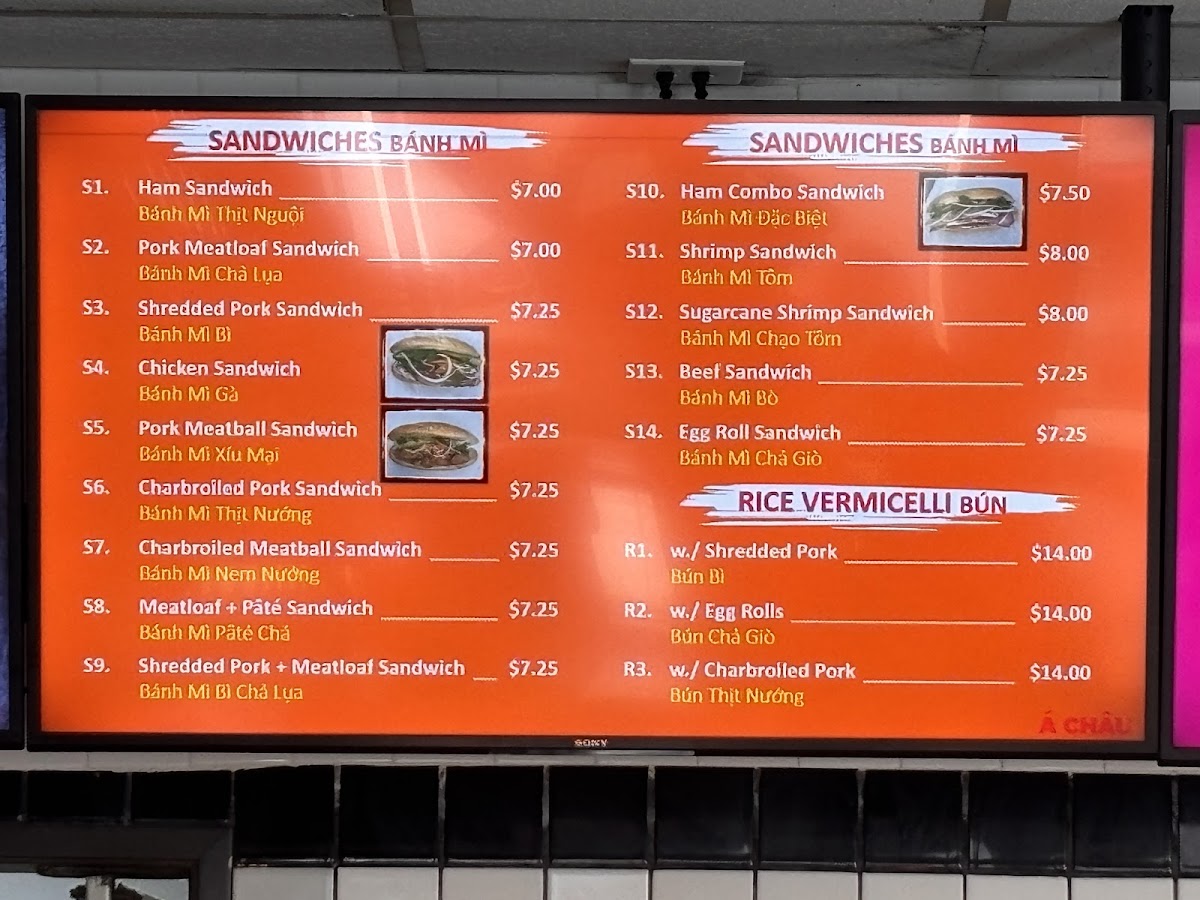 SANDWICHES BÁNH MÌ
S1. Ham Sandwich $7.00
Bánh Mì Thịt Nguội
S2. Pork Meatloaf Sandwich $7.00
Bánh Mì Chả Lụa
S3. Shredded Pork Sandwich $7.25
Bánh Mì Bì
S4. Chicken Sandwich $7.25
Bánh Mì Gà
S5. Pork Meatball Sandwich $7.25
Bánh Mì Xíu Mại
S6. Charbroiled Pork Sandwich $7.25
Bánh Mì Thịt Nướng
S7. Charbroiled Meatball Sandwich $7.25
Bánh Mì Nem Nướng
S8. Meatloaf + Pâté Sandwich $7.25
Bánh Mì Pâté Chả
S9. Shredded Pork + Meatloaf Sandwich $7.25
Bánh Mì Bì Chả Lụa
SANDWICHES BÁNH MÌ
S10. Ham Combo Sandwich $7.50
Bánh Mì Đặc Biệt
S11. Shrimp Sandwich $8.00
Bánh Mì Tôm
S12. Sugarcane Shrimp Sandwich $8.00
Bánh Mì Chạo Tôm
S13. Beef Sandwich $7.25
Bánh Mì Bò
S14. Egg Roll Sandwich $7.25
Bánh Mì Chả Giò
RICE VERMICELLI BÚN
R1. w./ Shredded Pork $14.00
Bún Bì
R2. w./ Egg Rolls $14.00
Bún Chả Giò
R3. w./ Charbroiled Pork $14.00
Bún Thịt Nướng
Á CHÂU
SONY